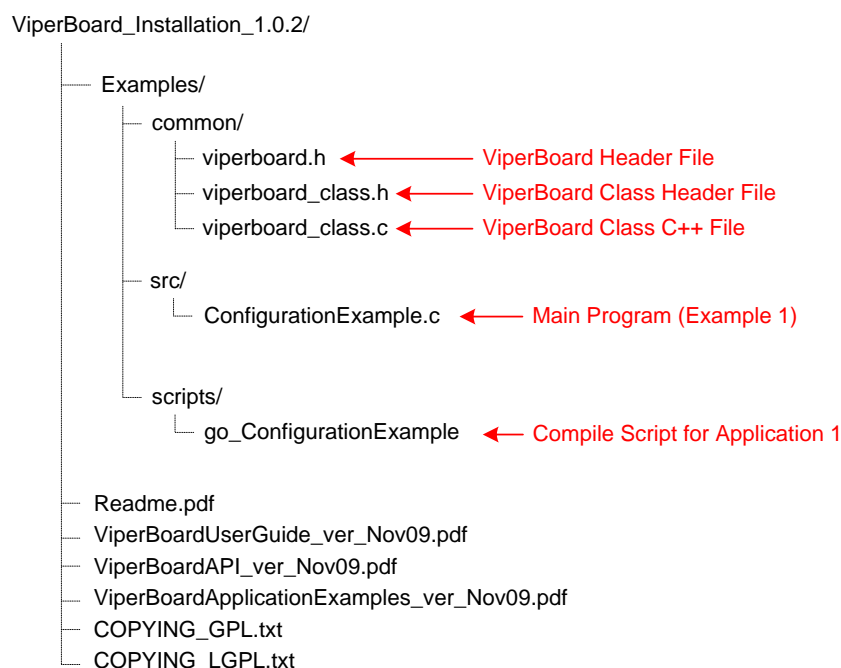 ViperBoard_Installation_1.0.2/
Examples/
common/
viperboard.h ViperBoard Header File
viperboard_class.h ViperBoard Class Header File
viperboard_class.c ViperBoard Class C++ File
src/
ConfigurationExample.c Main Program (Example 1)
scripts/
go_ConfigurationExample Compile Script for Application 1
Readme.pdf
ViperBoardUserGuide_ver_Nov09.pdf
ViperBoardAPI_ver_Nov09.pdf
ViperBoardApplicationExamples_ver_Nov09.pdf
COPYING_GPL.txt
COPYING_LGPL.txt